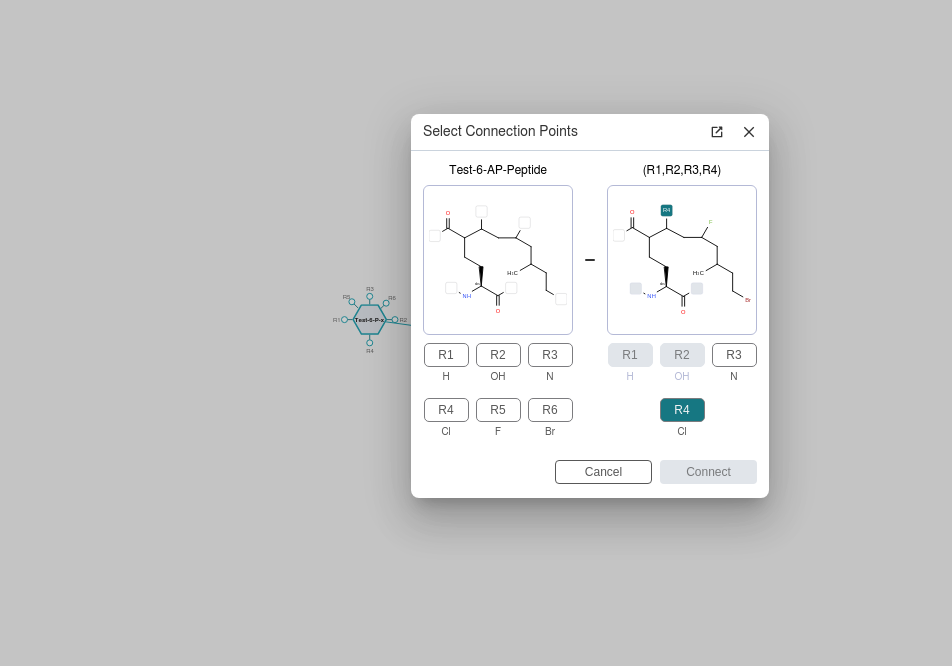 Select Connection Points
Test-6-AP-Peptide
(R1,R2,R3,R4)
O
H₃C
NH
O
O
R4
F
H₃C
NH
O
Br
R1 R2 R3
H OH N
R4 R5 R6
Cl F Br
R1 R2 R3
H OH N
R4
Cl
Cancel
Connect
R3
R5
R6
R1
Test-6-P-x
R2
R4